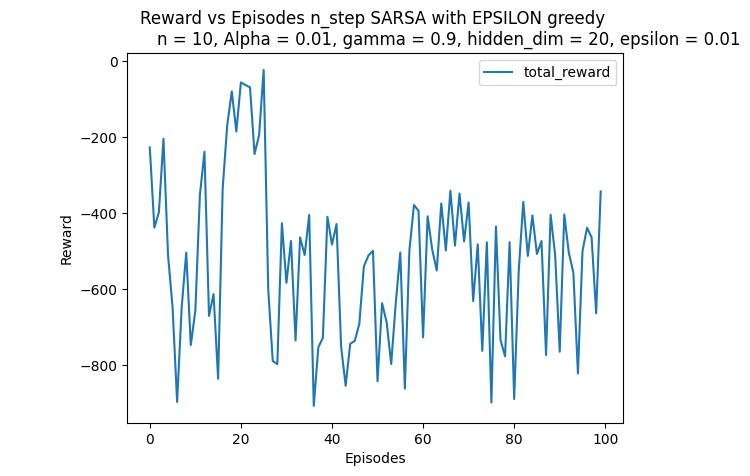 Reward vs Episodes n_step SARSA with EPSILON greedy
n = 10, Alpha = 0.01, gamma = 0.9, hidden_dim = 20, epsilon = 0.01
total_reward
0
−200
−400
−600
−800
Reward
0
20
40
60
80
100
Episodes